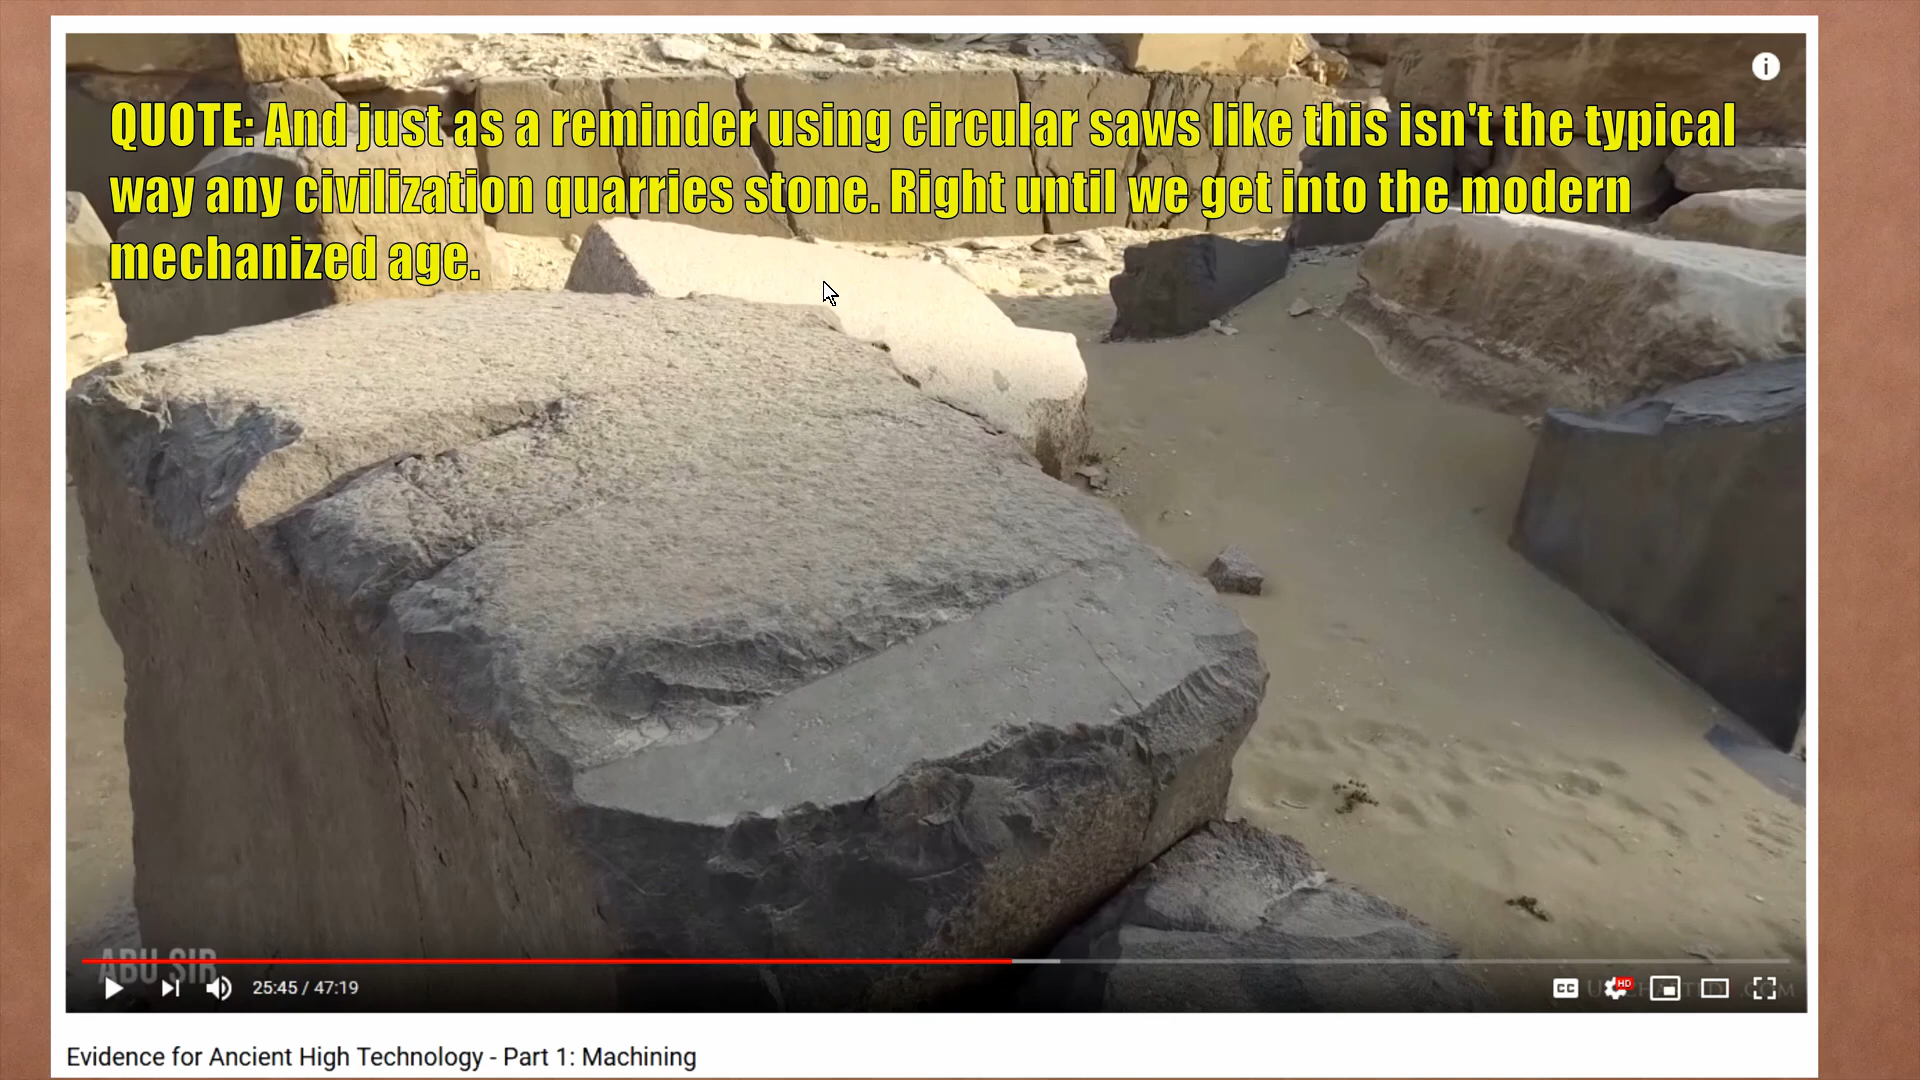 QUOTE: And just as a reminder using circular saws like this isn't the typical
way any civilization quarries stone. Right until we get into the modern
mechanized age.
ABU SIR
25:45 / 47:19
CC
HD
Evidence for Ancient High Technology - Part 1: Machining